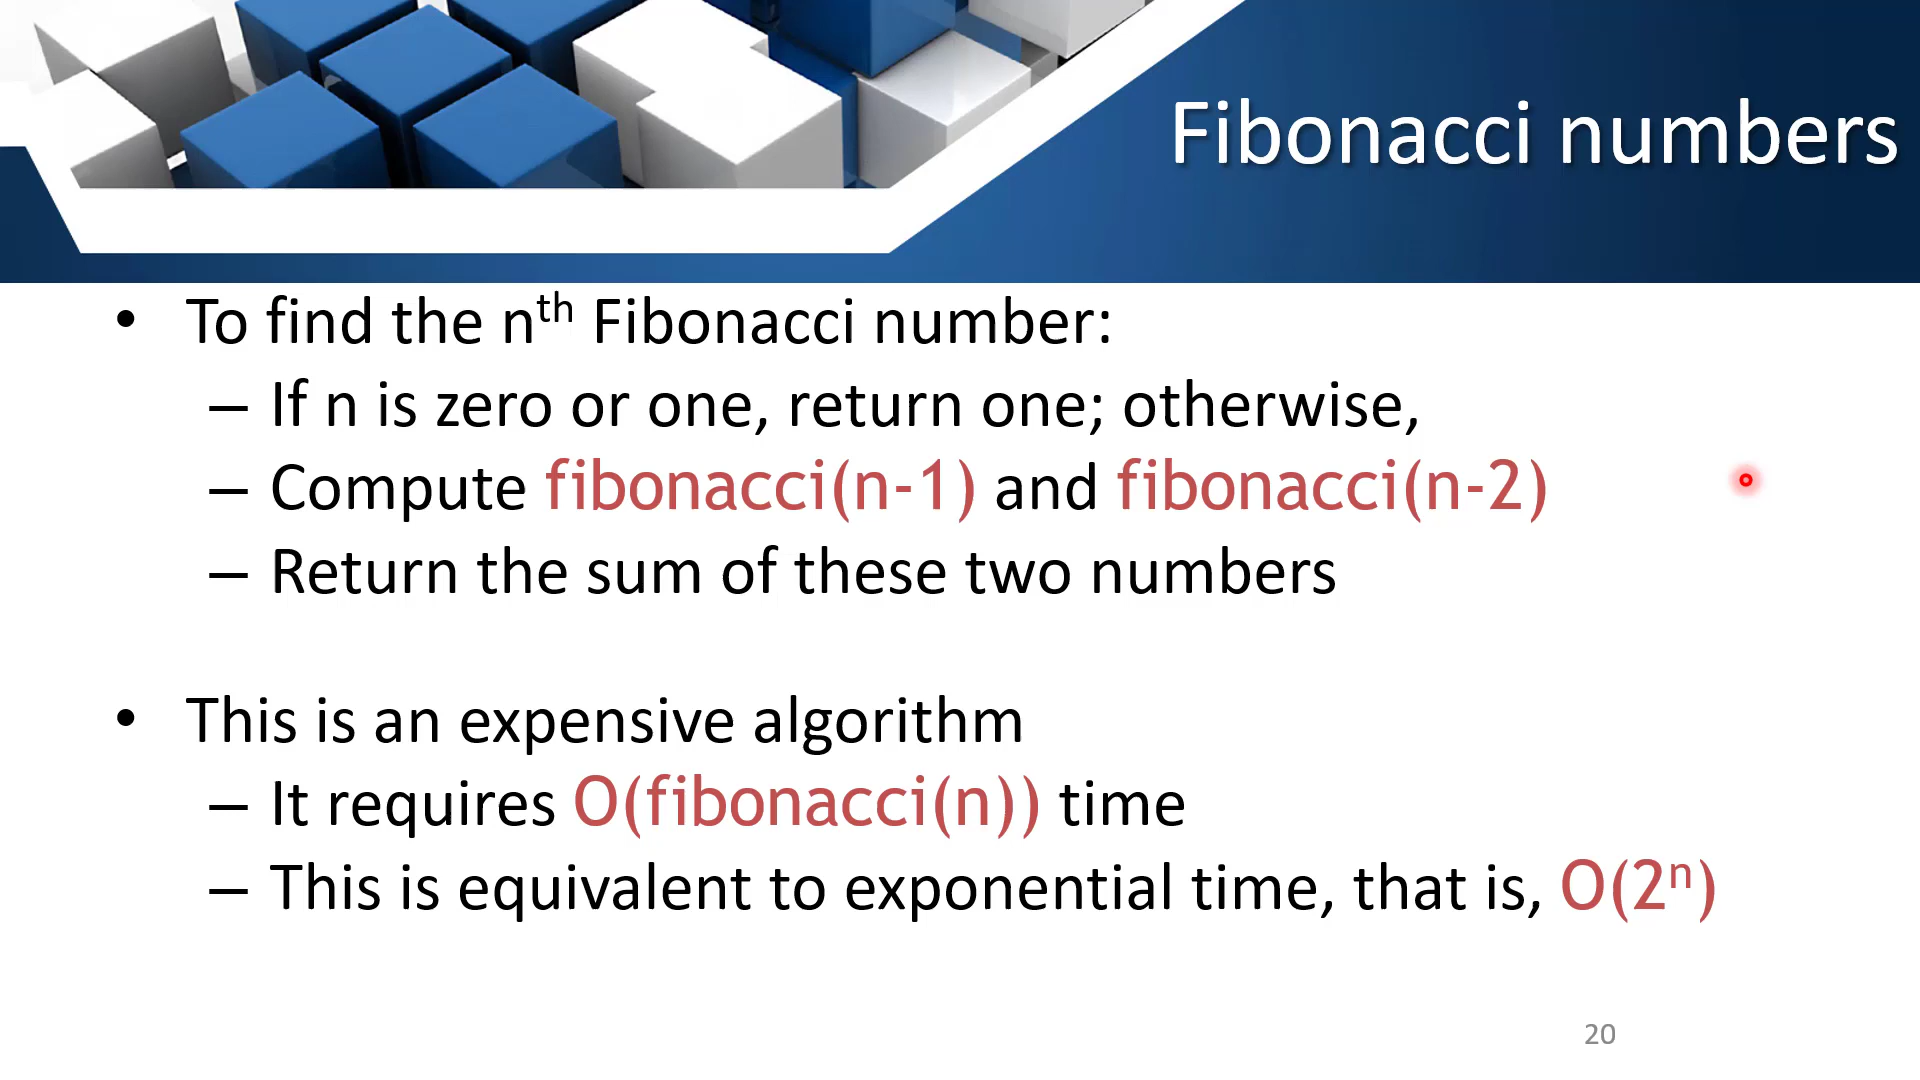 Fibonacci numbers
• To find the nᵗʰ Fibonacci number:
– If n is zero or one, return one; otherwise,
– Compute fibonacci(n-1) and fibonacci(n-2)
– Return the sum of these two numbers
• This is an expensive algorithm
– It requires O(fibonacci(n)) time
– This is equivalent to exponential time, that is, O(2ⁿ)
20